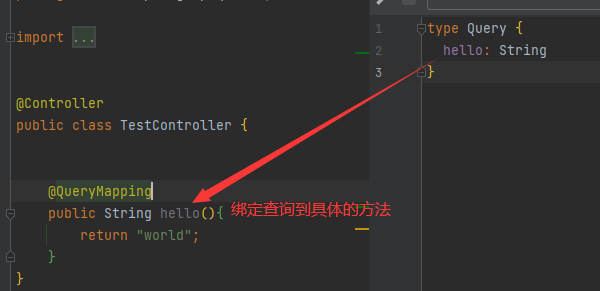 import ...
@Controller
public class TestController {
@QueryMapping
public String hello(){
return "world";
}
}
1 type Query {
2 hello: String
3 }
绑定查询到具体的方法